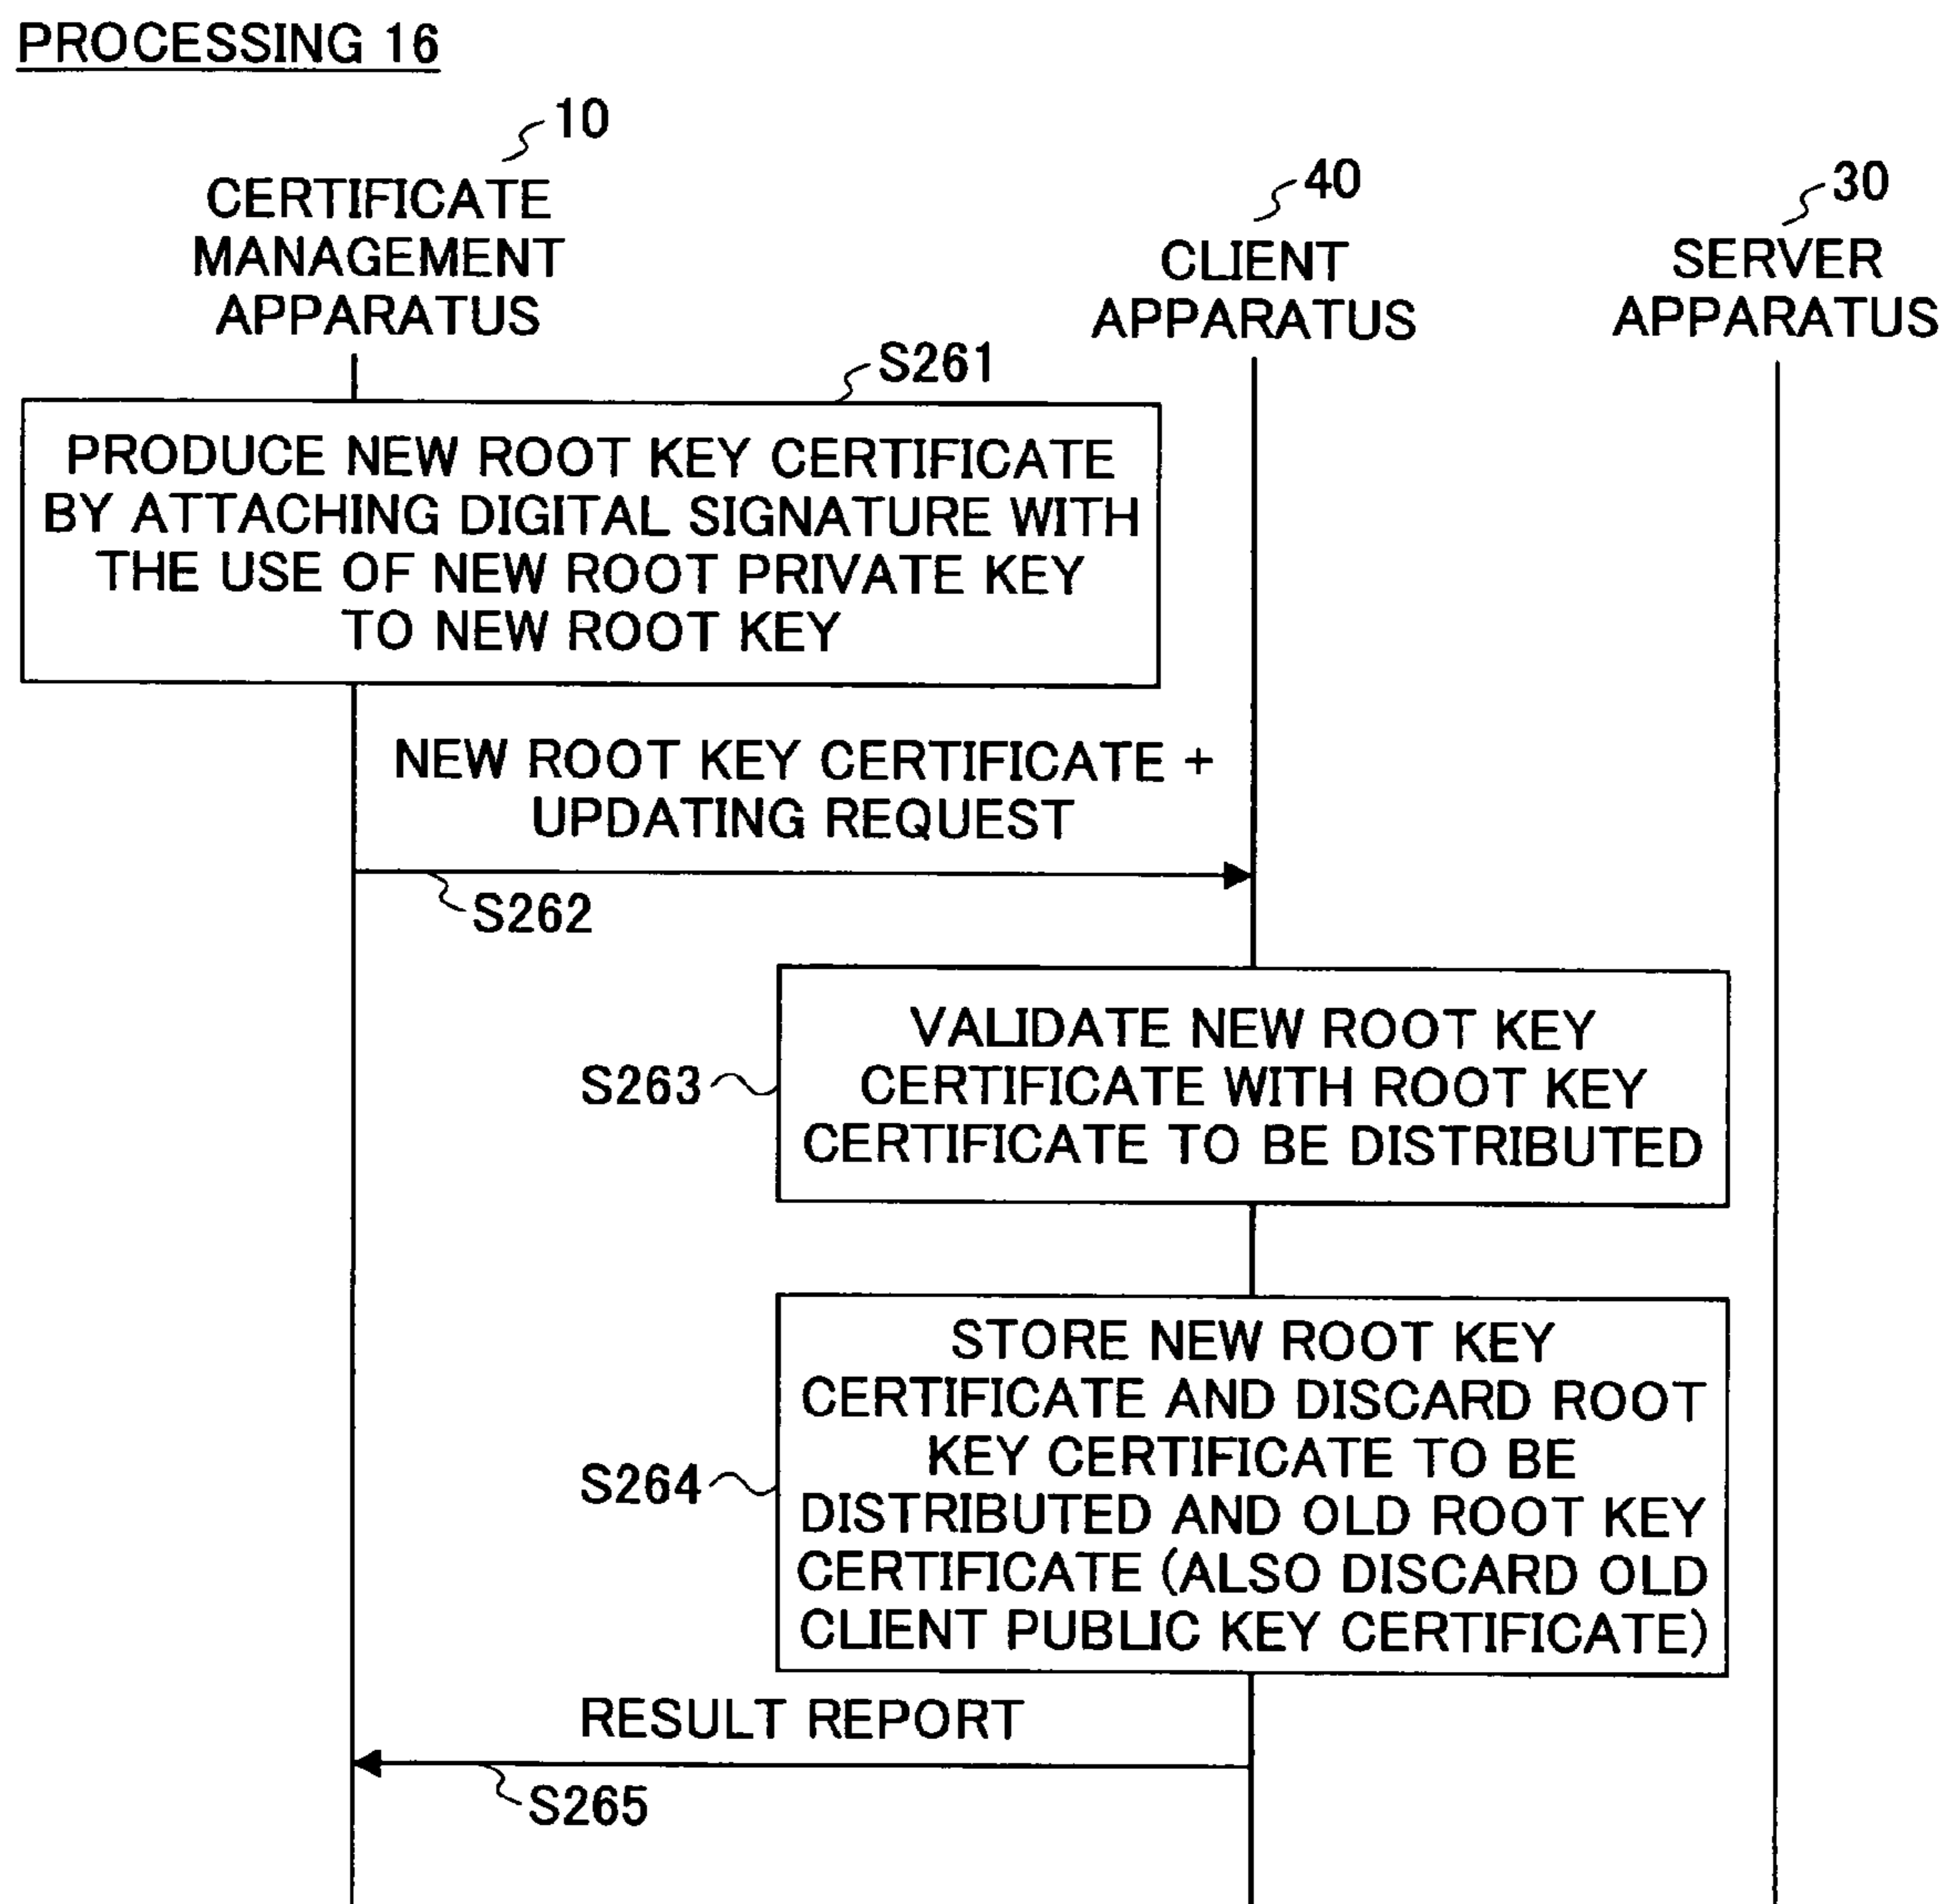 PROCESSING 16
10
CERTIFICATE
MANAGEMENT
APPARATUS
40
CLIENT
APPARATUS
30
SERVER
APPARATUS
S261
PRODUCE NEW ROOT KEY CERTIFICATE
BY ATTACHING DIGITAL SIGNATURE WITH
THE USE OF NEW ROOT PRIVATE KEY
TO NEW ROOT KEY
NEW ROOT KEY CERTIFICATE +
UPDATING REQUEST
S262
S263
VALIDATE NEW ROOT KEY
CERTIFICATE WITH ROOT KEY
CERTIFICATE TO BE DISTRIBUTED
S264
STORE NEW ROOT KEY
CERTIFICATE AND DISCARD ROOT
KEY CERTIFICATE TO BE
DISTRIBUTED AND OLD ROOT KEY
CERTIFICATE (ALSO DISCARD OLD
CLIENT PUBLIC KEY CERTIFICATE)
RESULT REPORT
S265